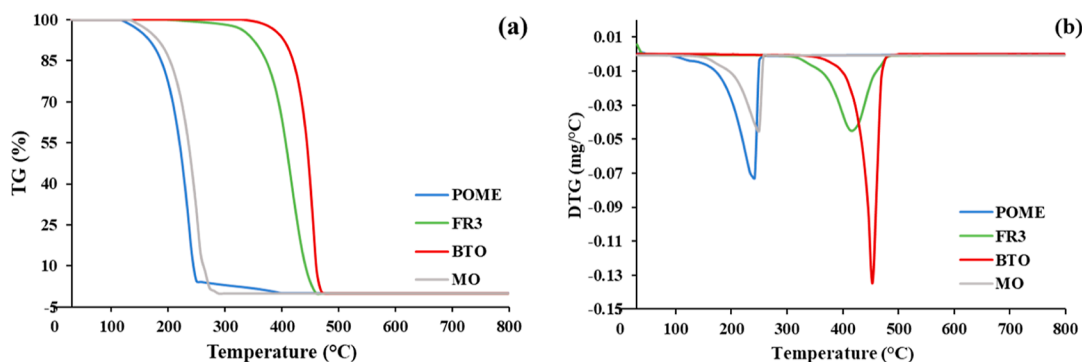 (a)
TG (%)
100
85
70
55
40
25
10
-5
0
100
200
300
400
500
600
700
800
Temperature (°C)
POME
FR3
BTO
MO
(b)
DTG (mg/°C)
0.01
-0.01
-0.03
-0.05
-0.07
-0.09
-0.11
-0.13
-0.15
0
100
200
300
400
500
600
700
800
Temperature (°C)
POME
FR3
BTO
MO